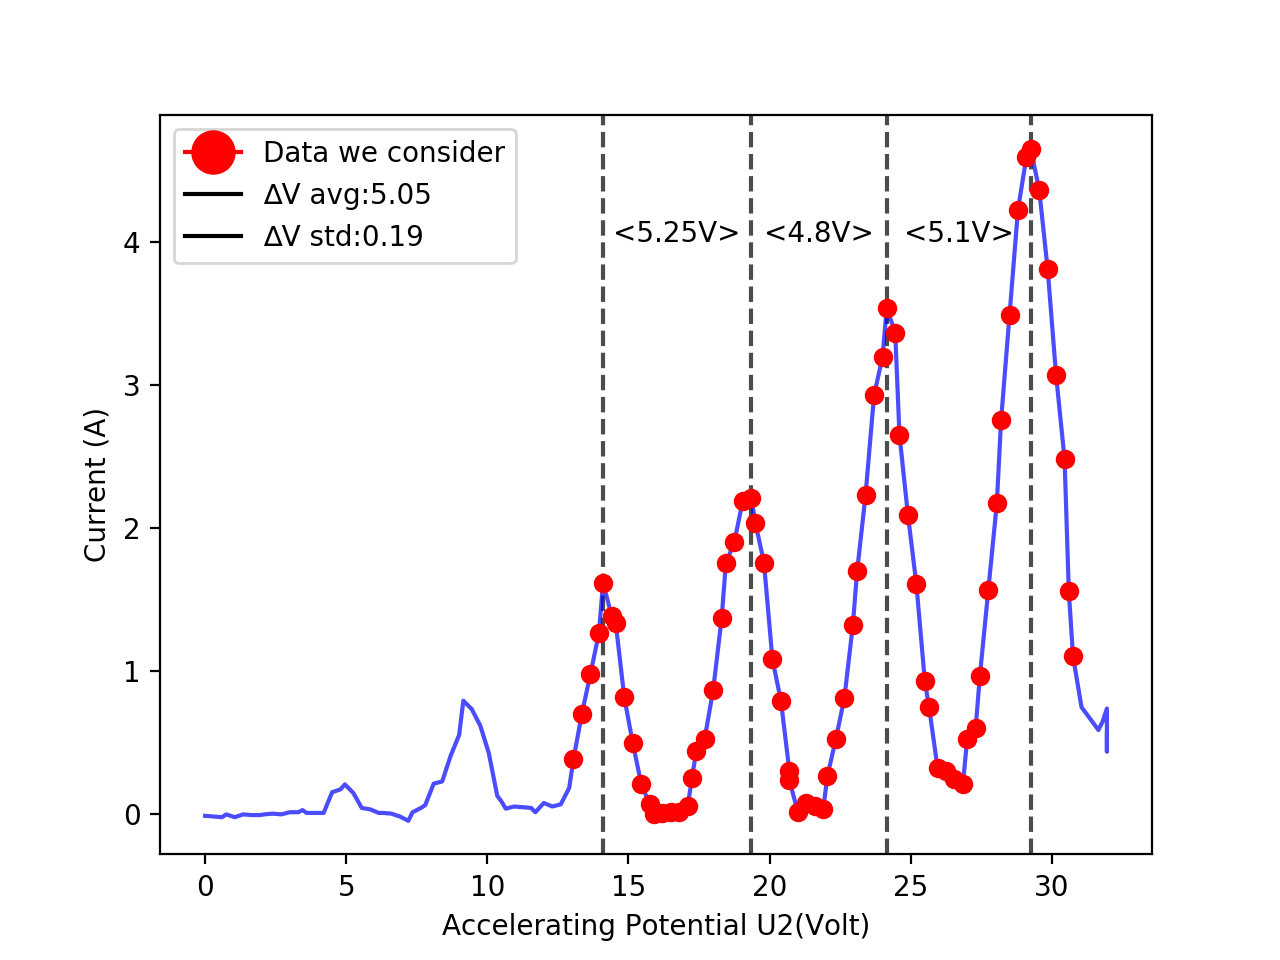 Data we consider
ΔV avg:5.05
ΔV std:0.19
<5.25V> <4.8V> <5.1V>
4
3
2
1
0
Current (A)
0 5 10 15 20 25 30
Accelerating Potential U2(Volt)